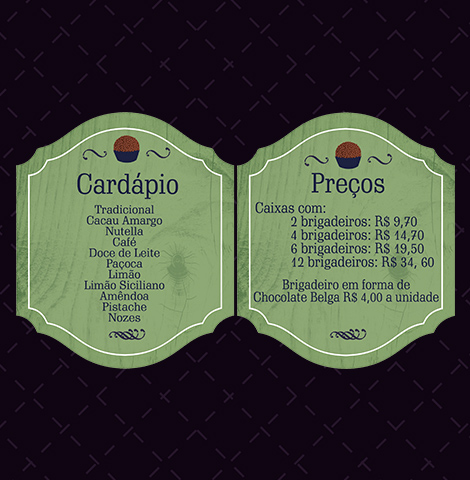 Cardápio
Tradicional
Cacau Amargo
Nutella
Café
Doce de Leite
Paçoca
Limão
Limão Siciliano
Amêndoa
Pistache
Nozes
Preços
Caixas com:
2 brigadeiros: R$ 9,70
4 brigadeiros: R$ 14,70
6 brigadeiros: R$ 19,50
12 brigadeiros: R$ 34, 60
Brigadeiro em forma de
Chocolate Belga R$ 4,00 a unidade